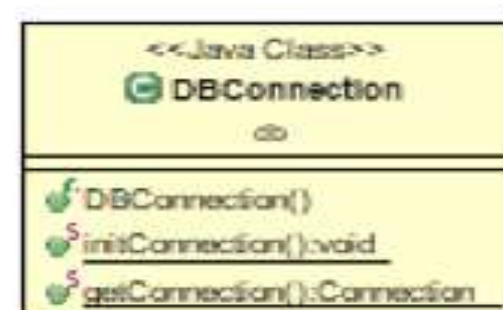 <<Java Class>>
C DBConnection
db
c DBConnection()
S initConnection():void
S getConnection():Connection